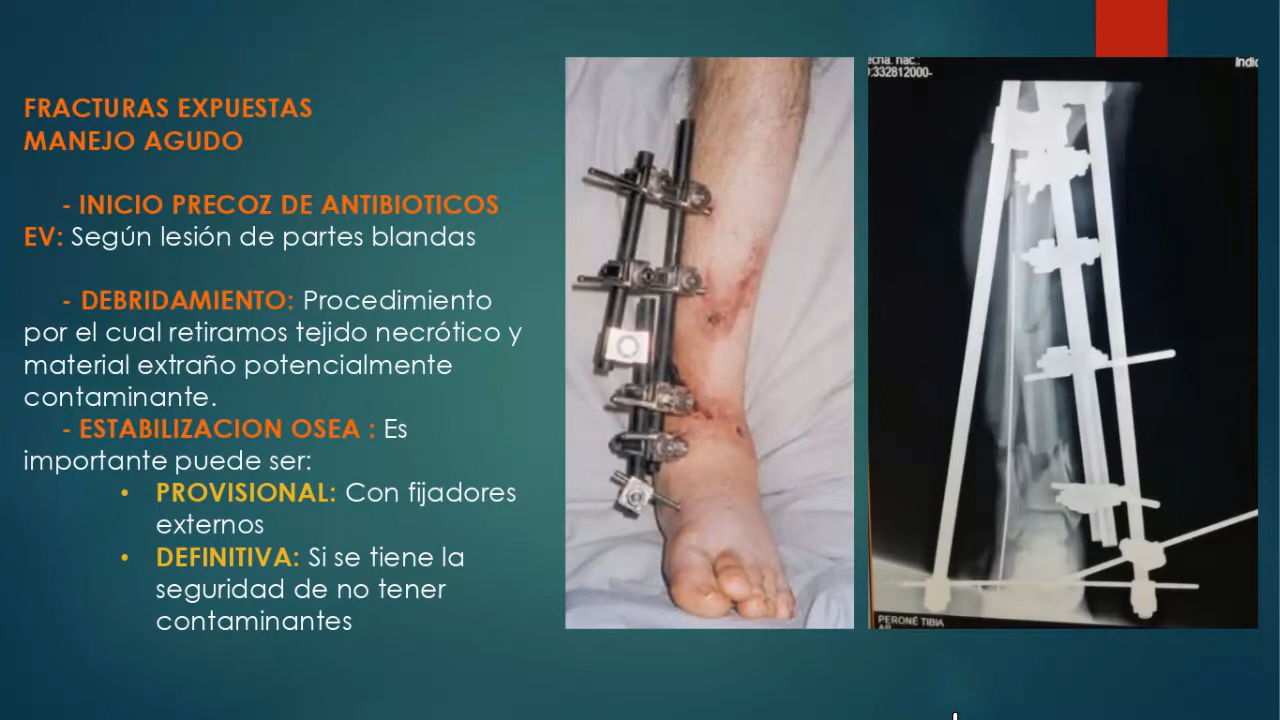 FRACTURAS EXPUESTAS
MANEJO AGUDO
- INICIO PRECOZ DE ANTIBIOTICOS
EV: Según lesión de partes blandas
- DEBRIDAMIENTO: Procedimiento
por el cual retiramos tejido necrótico y
material extraño potencialmente
contaminante.
- ESTABILIZACION OSEA : Es
importante puede ser:
• PROVISIONAL: Con fijadores
externos
• DEFINITIVA: Si se tiene la
seguridad de no tener
contaminantes
echa. nac.:
:332812000-
Indic
PERONÉ TIBIA
AP